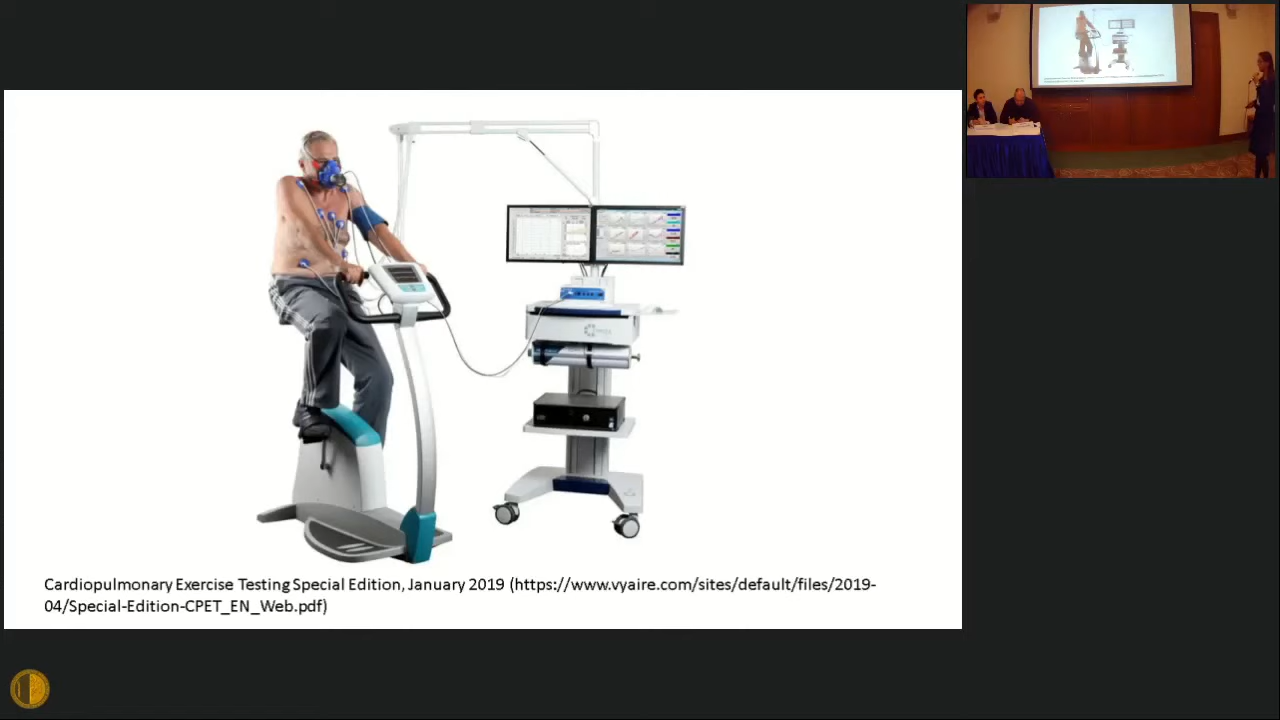 Cardiopulmonary Exercise Testing Special Edition, January 2019 (https://www.vyaire.com/sites/default/files/2019-
04/Special-Edition-CPET_EN_Web.pdf)